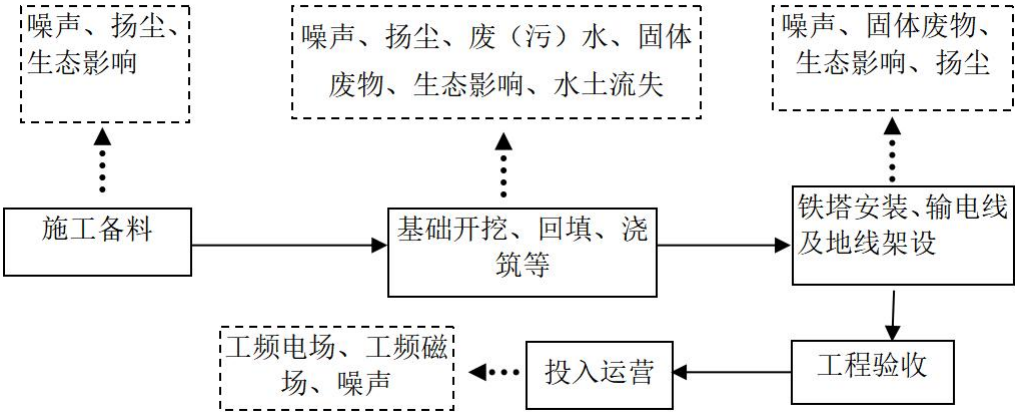 噪声、扬尘、
生态影响
噪声、扬尘、废（污）水、固体
废物、生态影响、水土流失
噪声、固体废物、
生态影响、扬尘
施工备料
基础开挖、回填、浇
筑等
铁塔安装、输电线
及地线架设
工频电场、工频磁
场、噪声
投入运营
工程验收